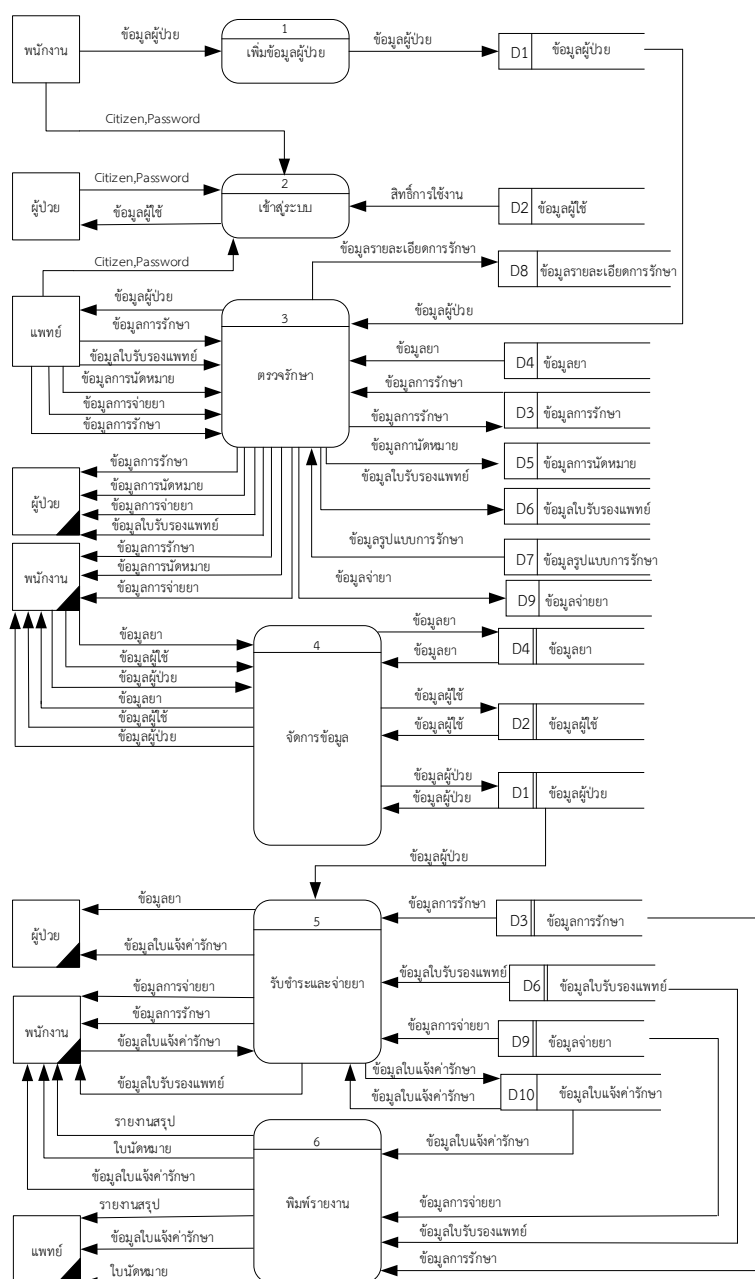 ข้อมูลผู้ป่วย
1
ข้อมูลผู้ป่วย
พนักงาน
เพิ่มข้อมูลผู้ป่วย
D1 ข้อมูลผู้ป่วย
Citizen,Password
Citizen,Password
2
ผู้ป่วย
ข้อมูลผู้ใช้
เข้าสู่ระบบ
สิทธิ์การใช้งาน
D2 ข้อมูลผู้ใช้
Citizen,Password
ข้อมูลรายละเอียดการรักษา
D8 ข้อมูลรายละเอียดการรักษา
ข้อมูลผู้ป่วย
แพทย์
ข้อมูลการรักษา
3
ข้อมูลผู้ป่วย
ข้อมูลใบรับรองแพทย์
ข้อมูลยา
D4 ข้อมูลยา
ข้อมูลการนัดหมาย
ตรวจรักษา
ข้อมูลการรักษา
ข้อมูลการจ่ายยา
D3 ข้อมูลการรักษา
ข้อมูลการรักษา
ข้อมูลการรักษา
ข้อมูลการรักษา
ข้อมูลกานัดหมาย
D5 ข้อมูลการนัดหมาย
ข้อมูลการนัดหมาย
ข้อมูลใบรับรองแพทย์
ผู้ป่วย
ข้อมูลการจ่ายยา
D6 ข้อมูลใบรับรองแพทย์
ข้อมูลใบรับรองแพทย์
ข้อมูลการรักษา
ข้อมูลรูปแบบการรักษา
D7 ข้อมูลรูปแบบการรักษา
พนักงาน
ข้อมูลการนัดหมาย
ข้อมูลการจ่ายยา
ข้อมูลจ่ายา
D9 ข้อมูลจ่ายยา
ข้อมูลยา
ข้อมูลยา
4
ข้อมูลยา
D4 ข้อมูลยา
ข้อมูลผู้ใช้
ข้อมูลผู้ป่วย
ข้อมูลยา
ข้อมูลผู้ใช้
ข้อมูลผู้ใช้
ข้อมูลผู้ใช้
D2 ข้อมูลผู้ใช้
ข้อมูลผู้ป่วย
จัดการข้อมูล
ข้อมูลผู้ป่วย
ข้อมูลผู้ป่วย
D1 ข้อมูลผู้ป่วย
ข้อมูลผู้ป่วย
ข้อมูลยา
5
ข้อมูลการรักษา
D3 ข้อมูลการรักษา
ผู้ป่วย
ข้อมูลใบแจ้งค่ารักษา
รับชำระและจ่ายยา
ข้อมูลใบรับรองแพทย์
D6 ข้อมูลใบรับรองแพทย์
ข้อมูลการจ่ายยา
ข้อมูลการรักษา
พนักงาน
ข้อมูลใบแจ้งค่ารักษา
ข้อมูลการจ่ายยา
D9 ข้อมูลจ่ายยา
ข้อมูลใบรับรองแพทย์
ข้อมูลใบแจ้งค่ารักษา
ข้อมูลใบแจ้งค่ารักษา
D10 ข้อมูลใบแจ้งค่ารักษา
รายงานสรุป
6
ใบนัดหมาย
ข้อมูลใบแจ้งค่ารักษา
ข้อมูลใบแจ้งค่ารักษา
พิมพ์รายงาน
รายงานสรุป
ข้อมูลการจ่ายยา
แพทย์
ข้อมูลใบแจ้งค่ารักษา
ข้อมูลใบรับรองแพทย์
ใบนัดหมาย
ข้อมูลการรักษา